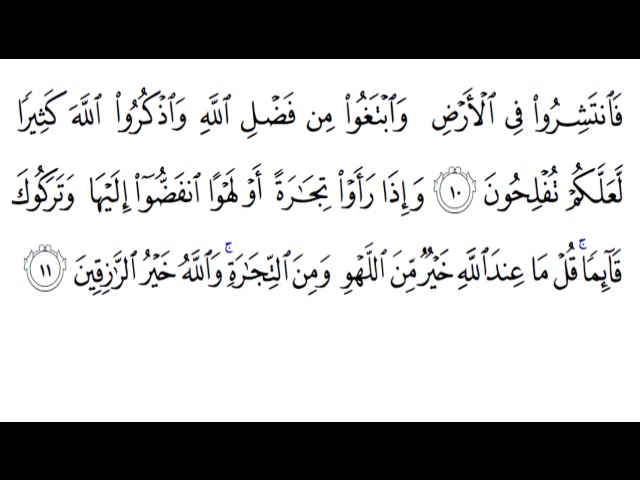 فَٱنتَشِرُوا۟ فِى ٱلْأَرْضِ وَٱبْتَغُوا۟ مِن فَضْلِ ٱللَّهِ وَٱذْكُرُوا۟ ٱللَّهَ كَثِيرًا
لَّعَلَّكُمْ تُفْلِحُونَ ١٠ وَإِذَا رَأَوْا۟ تِجَـٰرَةً أَوْ لَهْوًا ٱنفَضُّوٓا۟ إِلَيْهَا وَتَرَكُوكَ
قَآئِمًا ۚ قُلْ مَا عِندَ ٱللَّهِ خَيْرٌ مِّنَ ٱللَّهْوِ وَمِنَ ٱلتِّجَـٰرَةِ ۚ وَٱللَّهُ خَيْرُ ٱلرَّٰزِقِينَ ١١